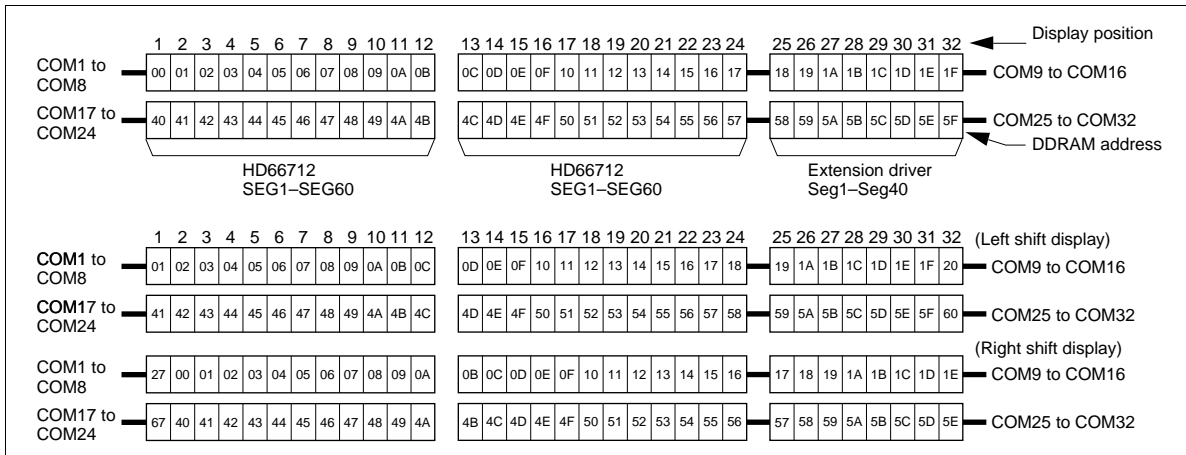 1 2 3 4 5 6 7 8 9 10 11 12 13 14 15 16 17 18 19 20 21 22 23 24 25 26 27 28 29 30 31 32 Display position
COM1 to
COM8
00 01 02 03 04 05 06 07 08 09 0A 0B 0C 0D 0E 0F 10 11 12 13 14 15 16 17 18 19 1A 1B 1C 1D 1E 1F COM9 to COM16
COM17 to
COM24
40 41 42 43 44 45 46 47 48 49 4A 4B 4C 4D 4E 4F 50 51 52 53 54 55 56 57 58 59 5A 5B 5C 5D 5E 5F COM25 to COM32
DDRAM address
HD66712
SEG1–SEG60
HD66712
SEG1–SEG60
Extension driver
Seg1–Seg40
1 2 3 4 5 6 7 8 9 10 11 12 13 14 15 16 17 18 19 20 21 22 23 24 25 26 27 28 29 30 31 32 (Left shift display)
COM1 to
COM8
01 02 03 04 05 06 07 08 09 0A 0B 0C 0D 0E 0F 10 11 12 13 14 15 16 17 18 19 1A 1B 1C 1D 1E 1F 20 COM9 to COM16
COM17 to
COM24
41 42 43 44 45 46 47 48 49 4A 4B 4C 4D 4E 4F 50 51 52 53 54 55 56 57 58 59 5A 5B 5C 5D 5E 5F 60 COM25 to COM32
(Right shift display)
COM1 to
COM8
27 00 01 02 03 04 05 06 07 08 09 0A 0B 0C 0D 0E 0F 10 11 12 13 14 15 16 17 18 19 1A 1B 1C 1D 1E COM9 to COM16
COM17 to
COM24
67 40 41 42 43 44 45 46 47 48 49 4A 4B 4C 4D 4E 4F 50 51 52 53 54 55 56 57 58 59 5A 5B 5C 5D 5E COM25 to COM32